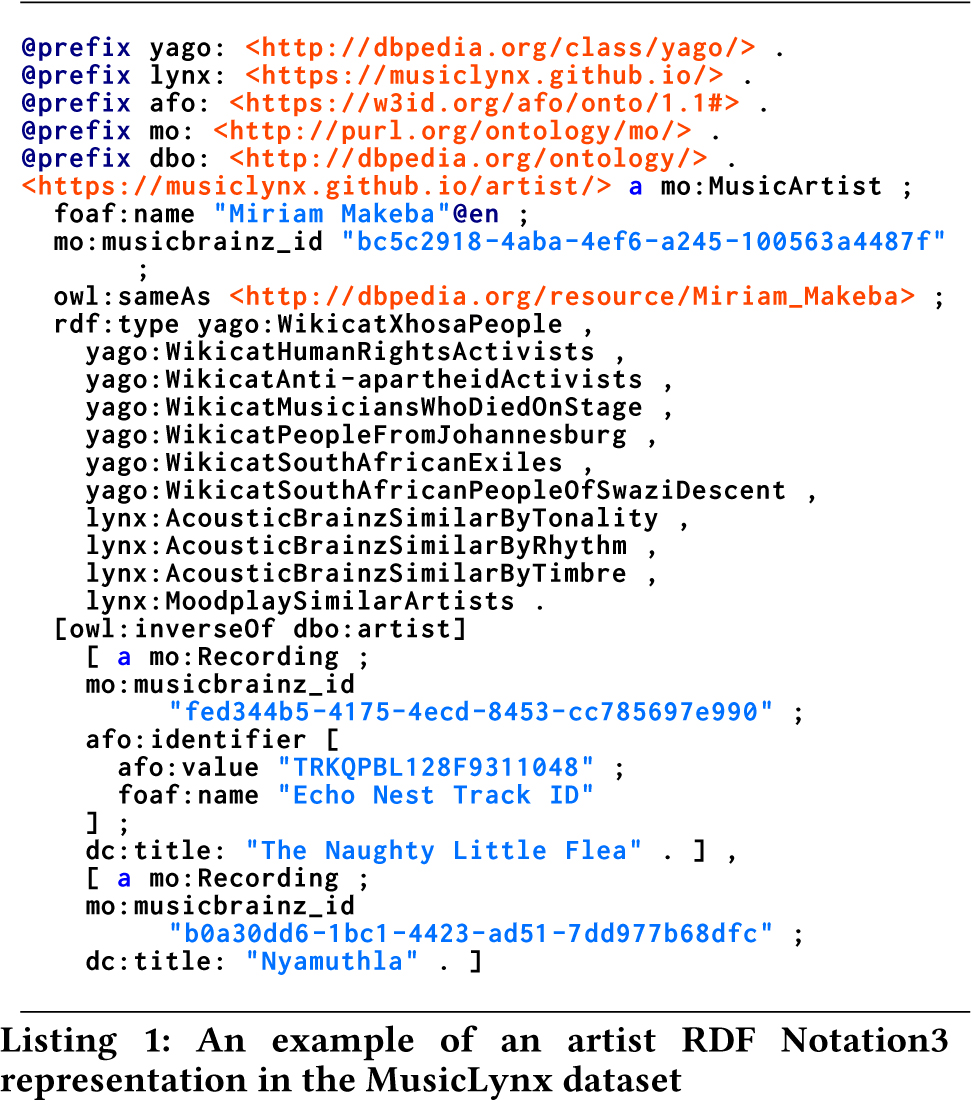 @prefix yago: <http://dbpedia.org/class/yago/> .
@prefix lynx: <https://musiclynx.github.io/> .
@prefix afo: <https://w3id.org/afo/onto/1.1#> .
@prefix mo: <http://purl.org/ontology/mo/> .
@prefix dbo: <http://dbpedia.org/ontology/> .
<https://musiclynx.github.io/artist/> a mo:MusicArtist ;
foaf:name "Miriam Makeba"@en ;
mo:musicbrainz_id "bc5c2918-4aba-4ef6-a245-100563a4487f"
;
owl:sameAs <http://dbpedia.org/resource/Miriam_Makeba> ;
rdf:type yago:WikicatXhosaPeople ,
yago:WikicatHumanRightsActivists ,
yago:WikicatAnti-apartheidActivists ,
yago:WikicatMusiciansWhoDiedOnStage ,
yago:WikicatPeopleFromJohannesburg ,
yago:WikicatSouthAfricanExiles ,
yago:WikicatSouthAfricanPeopleOfSwaziDescent ,
lynx:AcousticBrainzSimilarByTonality ,
lynx:AcousticBrainzSimilarByRhythm ,
lynx:AcousticBrainzSimilarByTimbre ,
lynx:MoodplaySimilarArtists .
[owl:inverseOf dbo:artist]
[ a mo:Recording ;
mo:musicbrainz_id
"fed344b5-4175-4ecd-8453-cc785697e990" ;
afo:identifier [
afo:value "TRKQPBL128F9311048" ;
foaf:name "Echo Nest Track ID"
] ;
dc:title: "The Naughty Little Flea" . ] ,
[ a mo:Recording ;
mo:musicbrainz_id
"b0a30dd6-1bc1-4423-ad51-7dd977b68dfc" ;
dc:title: "Nyamuthla" . ]
Listing 1: An example of an artist RDF Notation3
representation in the MusicLynx dataset